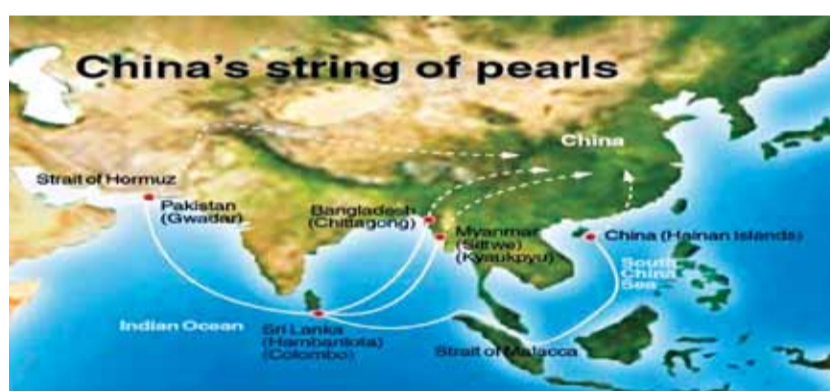 China's string of pearls
China
Strait of Hormuz
Pakistan
(Gwadar)
Bangladesh
(Chittagong)
Myanmar
(Sittwe)
(Kyaukpyu)
China (Hainan Islands)
South
China
Sea
Indian Ocean
Sri Lanka
(Hambantota)
(Colombo)
Strait of Malacca